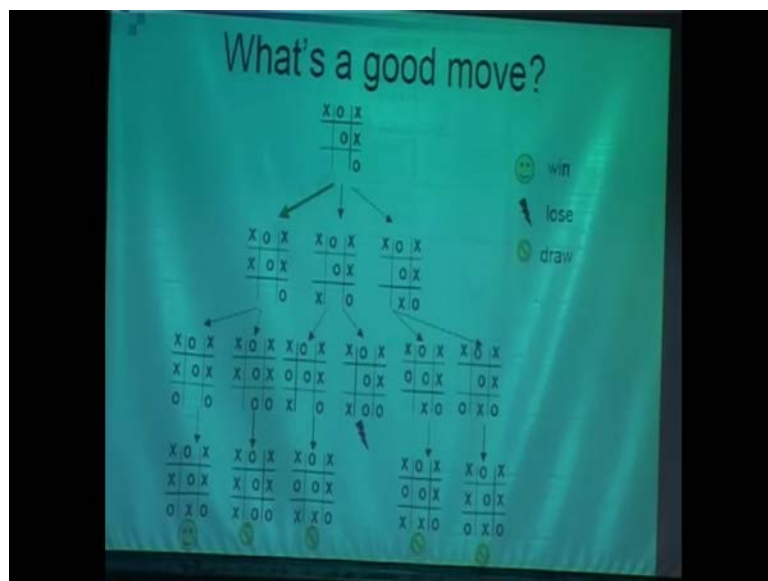 What's a good move?
X O X
O X
O
win
lose
draw
X O X X O X X O X
X O X O X O X
O X O X O
X O X X O X X O X X O X X O X X O X
X O X X O X O O X O X O O X O X
O O O O X O X O O X O O X O
X O X X O X X O X X O X X O X
X O X X O X O O X O O X X O X
O X O X O O X X O X X O O X O